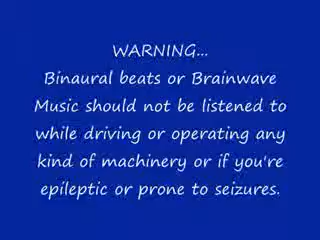 WARNING...
Binaural beats or Brainwave
Music should not be listened to
while driving or operating any
kind of machinery or if you're
epileptic or prone to seizures.